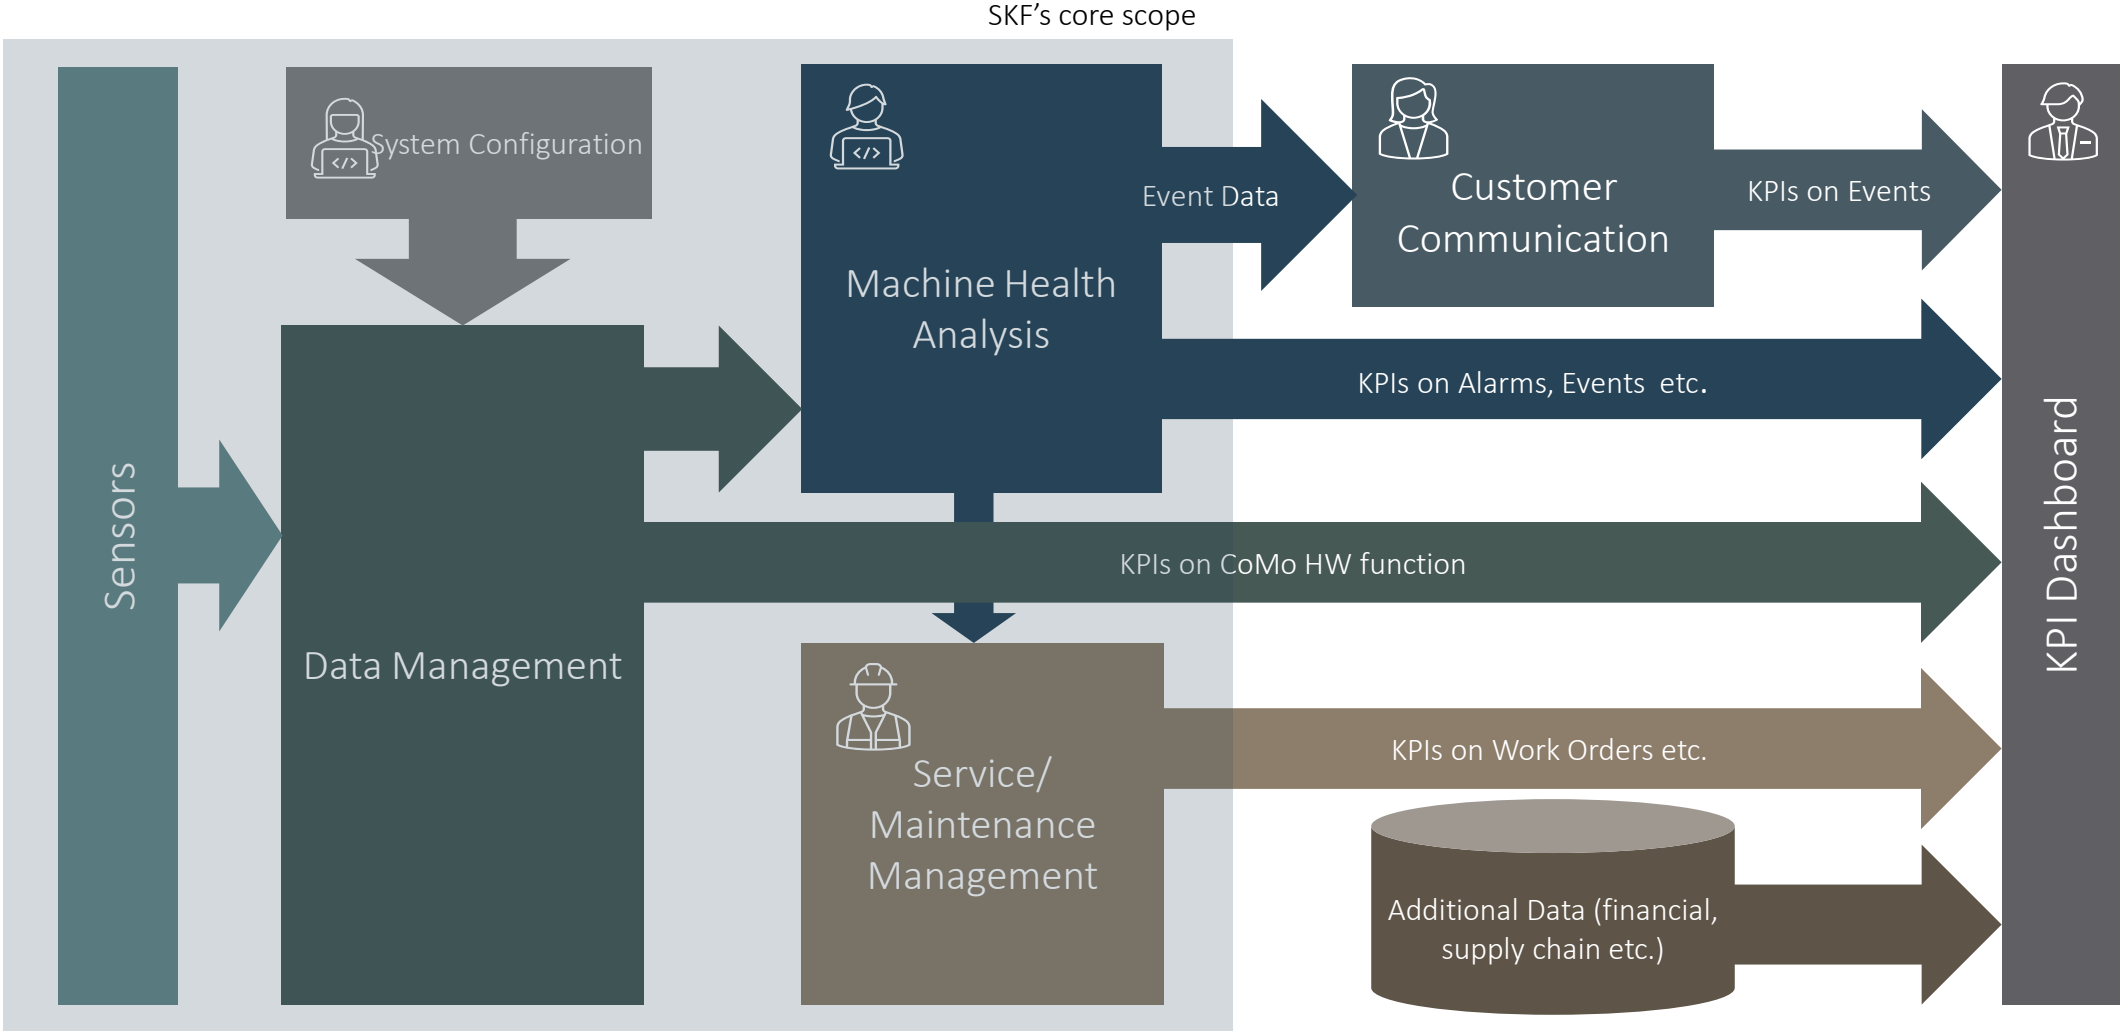 SKF’s core scope
Sensors
System Configuration
Data Management
Machine Health
Analysis
Event Data
Customer
Communication
KPIs on Events
KPIs on Alarms, Events  etc.
KPIs on CoMo HW function
Service/
Maintenance
Management
KPIs on Work Orders etc.
Additional Data (financial,
supply chain etc.)
KPI Dashboard